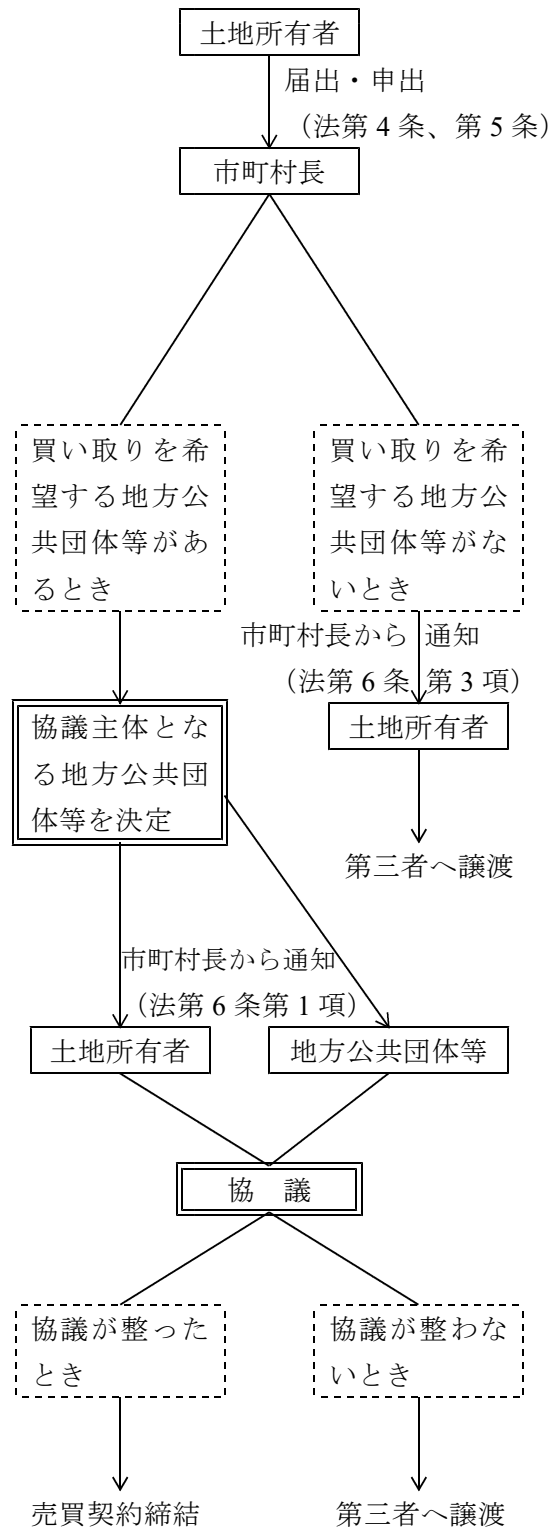 土地所有者
届出・申出
（法第 4 条、第 5 条）
市町村長
買い取りを希
望する地方公
共団体等があ
るとき
買い取りを希
望する地方公
共団体等がな
いとき
市町村長から 通知
（法第 6 条 第 3 項）
協議主体とな
る地方公共団
体等を決定
土地所有者
第三者へ譲渡
市町村長から通知
（法第 6 条第 1 項）
土地所有者
地方公共団体等
協　議
協議が整った
とき
協議が整わな
いとき
売買契約締結
第三者へ譲渡